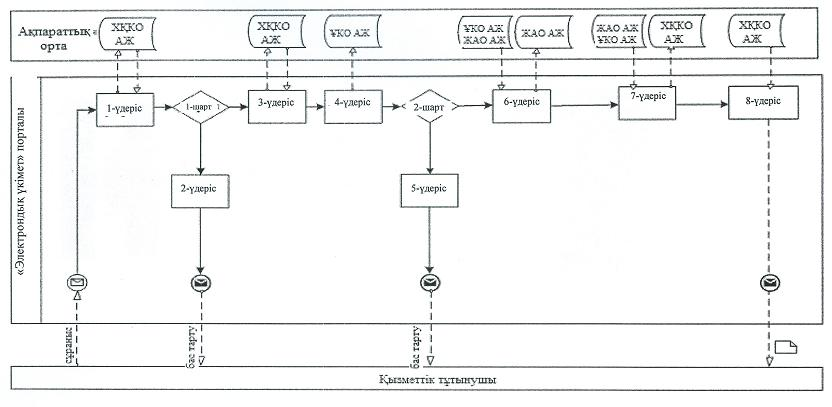 Ақпараттық
орта
ХҚКО
АЖ
ХҚКО
АЖ
ҰКО АЖ
ҰКО АЖ
ЖАО АЖ
ЖАО АЖ
ЖАО АЖ
ҰКО АЖ
ХҚКО
АЖ
ХҚКО
АЖ
«Электрондық үкімет» порталы
1-үдеріс
1-шарт 1
3-үдеріс
4-үдеріс
2-шарт
6-үдеріс
7-үдеріс
8-үдеріс
2-үдеріс
5-үдеріс
сұраныс
бас тарту
бас тарту
Қызметтік тұтынушы